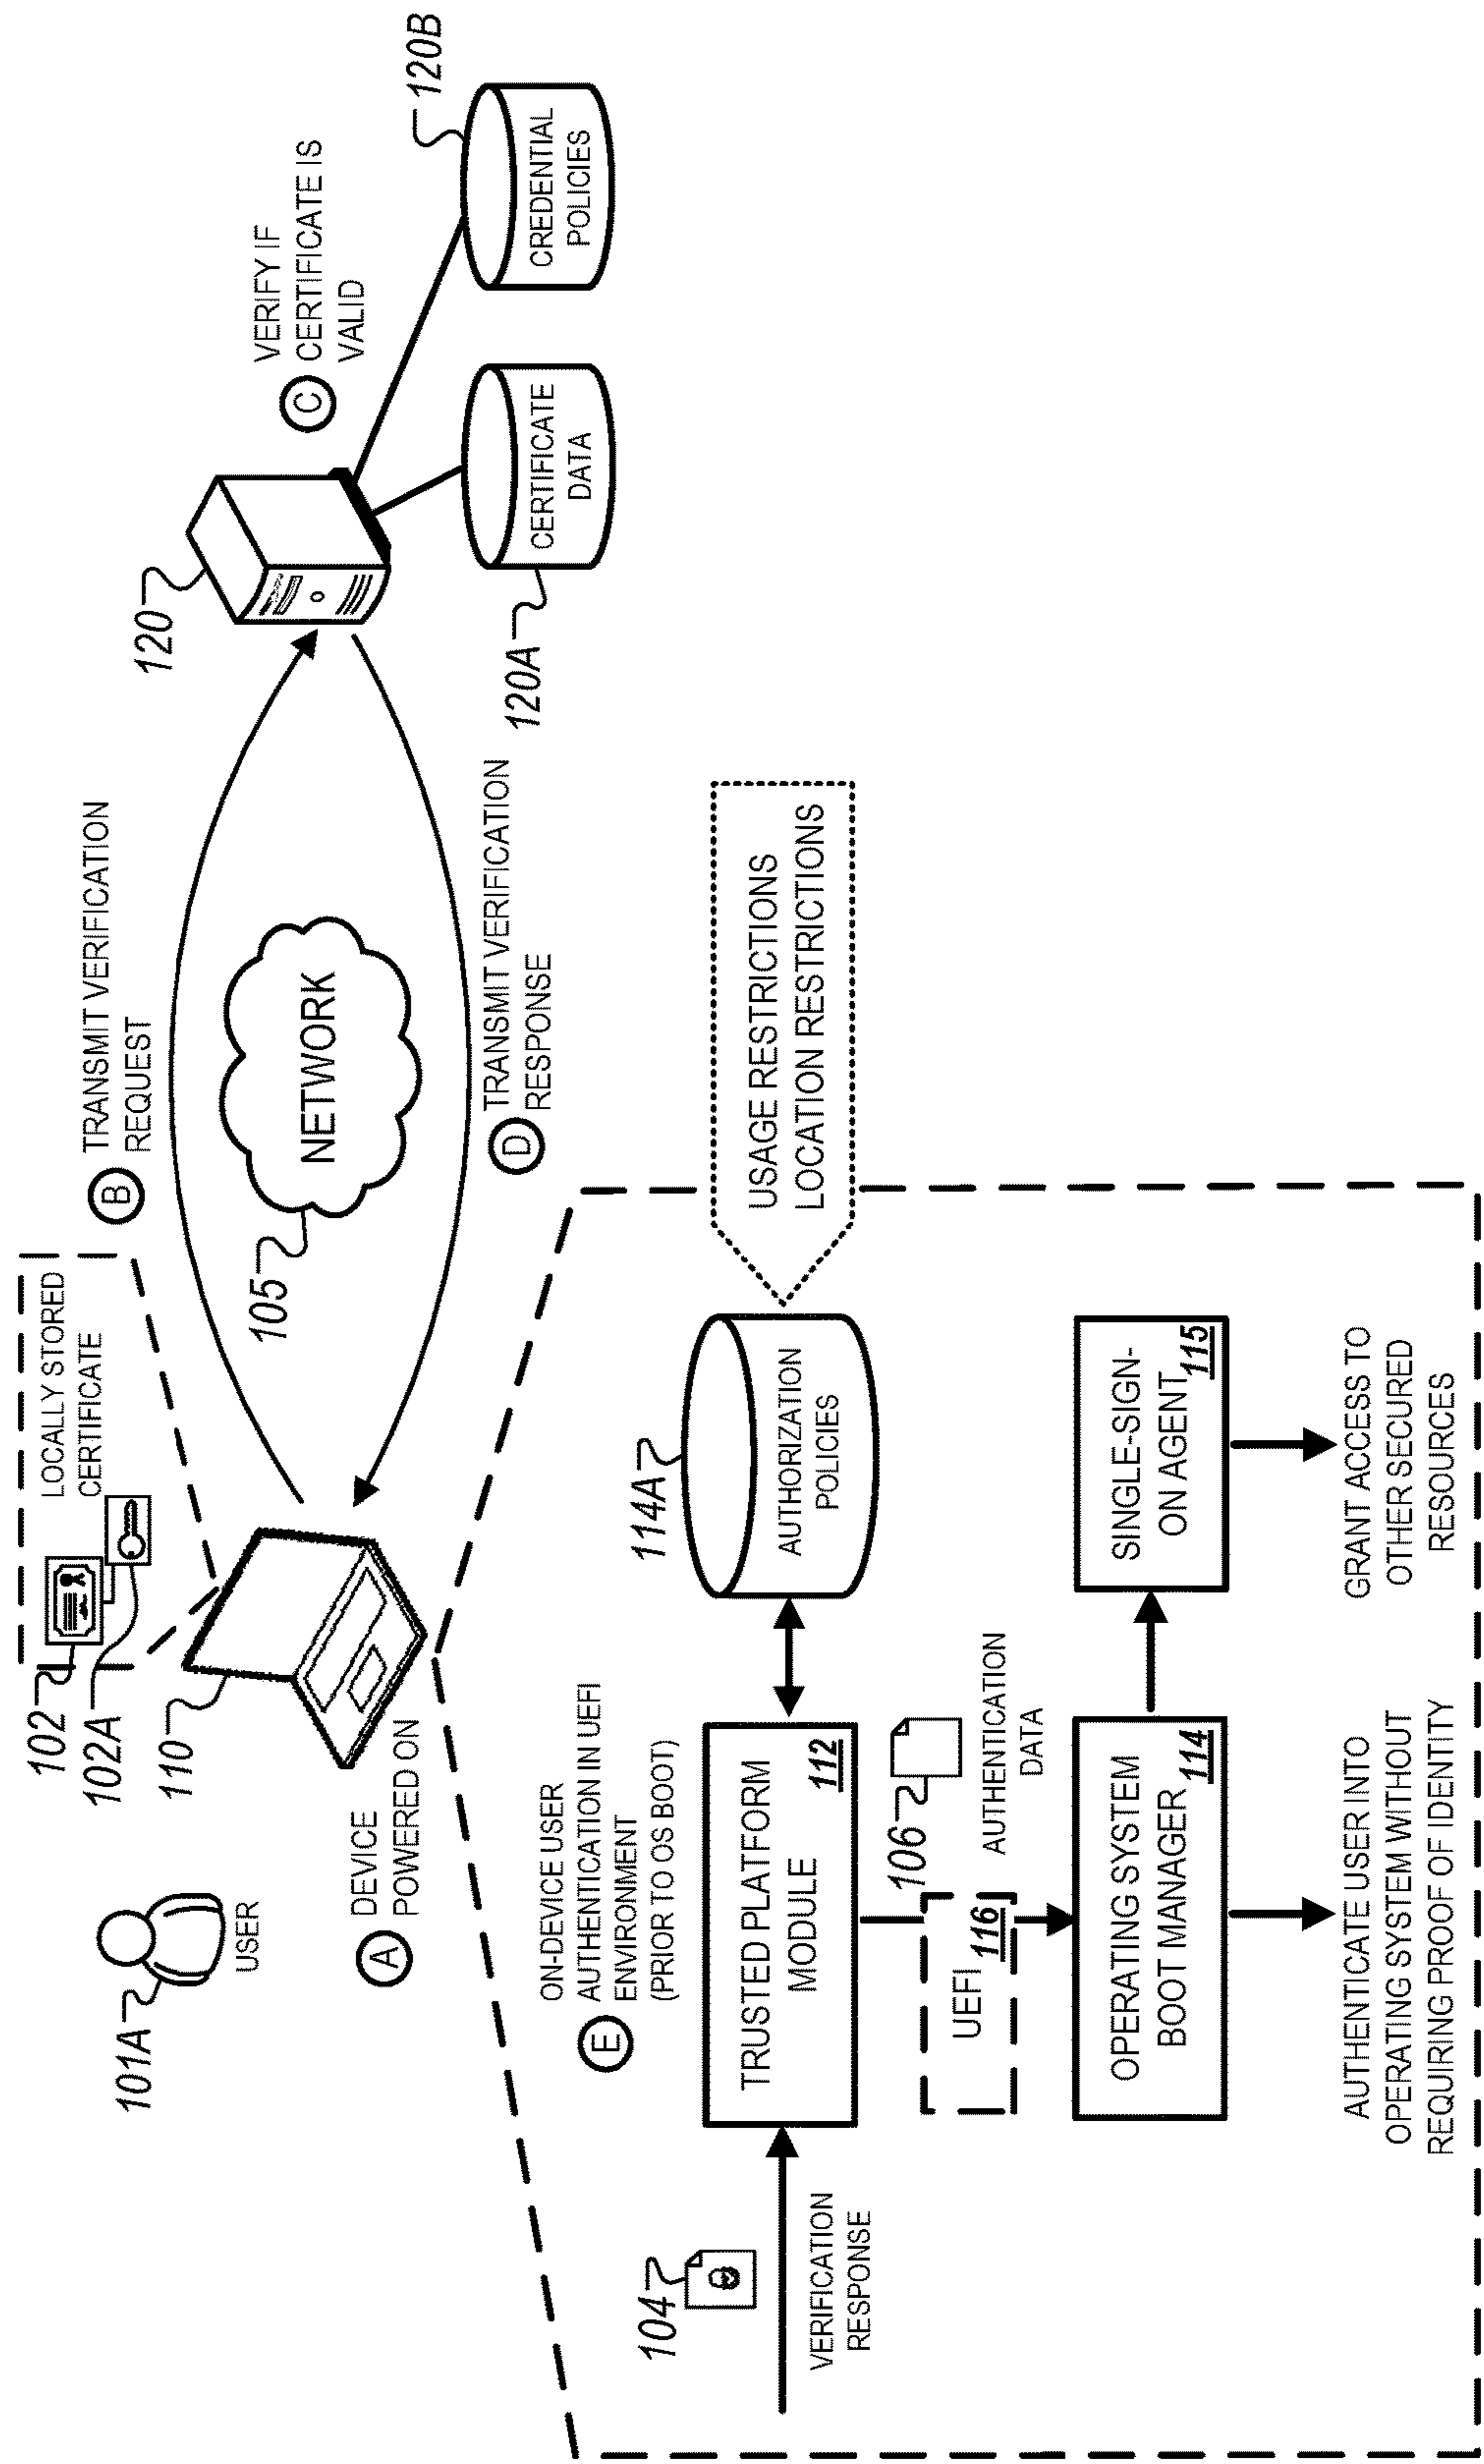 101A
USER
102
102A
LOCALLY STORED
CERTIFICATE
110
A
DEVICE
POWERED ON
B
TRANSMIT VERIFICATION
REQUEST
105
NETWORK
D
TRANSMIT VERIFICATION
RESPONSE
120
C
VERIFY IF
CERTIFICATE IS
VALID
120A
CERTIFICATE
DATA
120B
CREDENTIAL
POLICIES
E
ON-DEVICE USER
AUTHENTICATION IN UEFI
ENVIRONMENT
(PRIOR TO OS BOOT)
104
VERIFICATION
RESPONSE
TRUSTED PLATFORM
MODULE 112
114A
AUTHORIZATION
POLICIES
USAGE RESTRICTIONS
LOCATION RESTRICTIONS
UEFI 116
106
AUTHENTICATION
DATA
OPERATING SYSTEM
BOOT MANAGER 114
SINGLE-SIGN-
ON AGENT 115
AUTHENTICATE USER INTO
OPERATING SYSTEM WITHOUT
REQUIRING PROOF OF IDENTITY
GRANT ACCESS TO
OTHER SECURED
RESOURCES